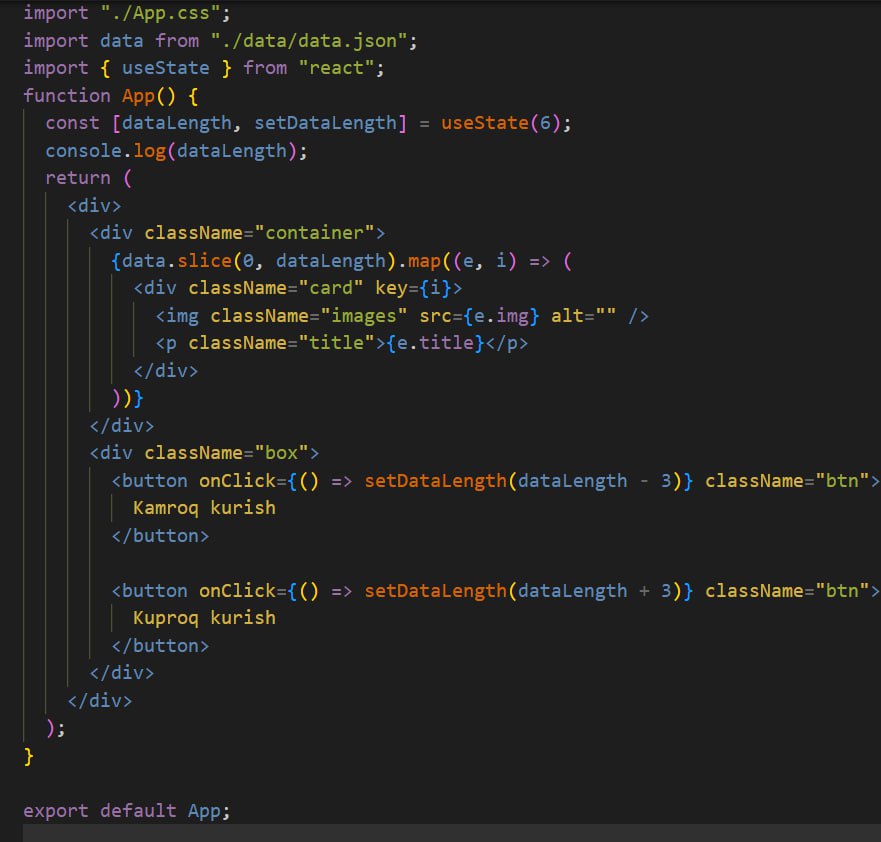 import "./App.css";
import data from "./data/data.json";
import { useState } from "react";
function App() {
  const [dataLength, setDataLength] = useState(6);
  console.log(dataLength);
  return (
    <div>
      <div className="container">
        {data.slice(0, dataLength).map((e, i) => (
          <div className="card" key={i}>
            <img className="images" src={e.img} alt="" />
            <p className="title">{e.title}</p>
          </div>
        ))}
      </div>
      <div className="box">
        <button onClick={() => setDataLength(dataLength - 3)} className="btn">
          Kamroq kurish
        </button>

        <button onClick={() => setDataLength(dataLength + 3)} className="btn">
          Kuproq kurish
        </button>
      </div>
    </div>
  );
}

export default App;